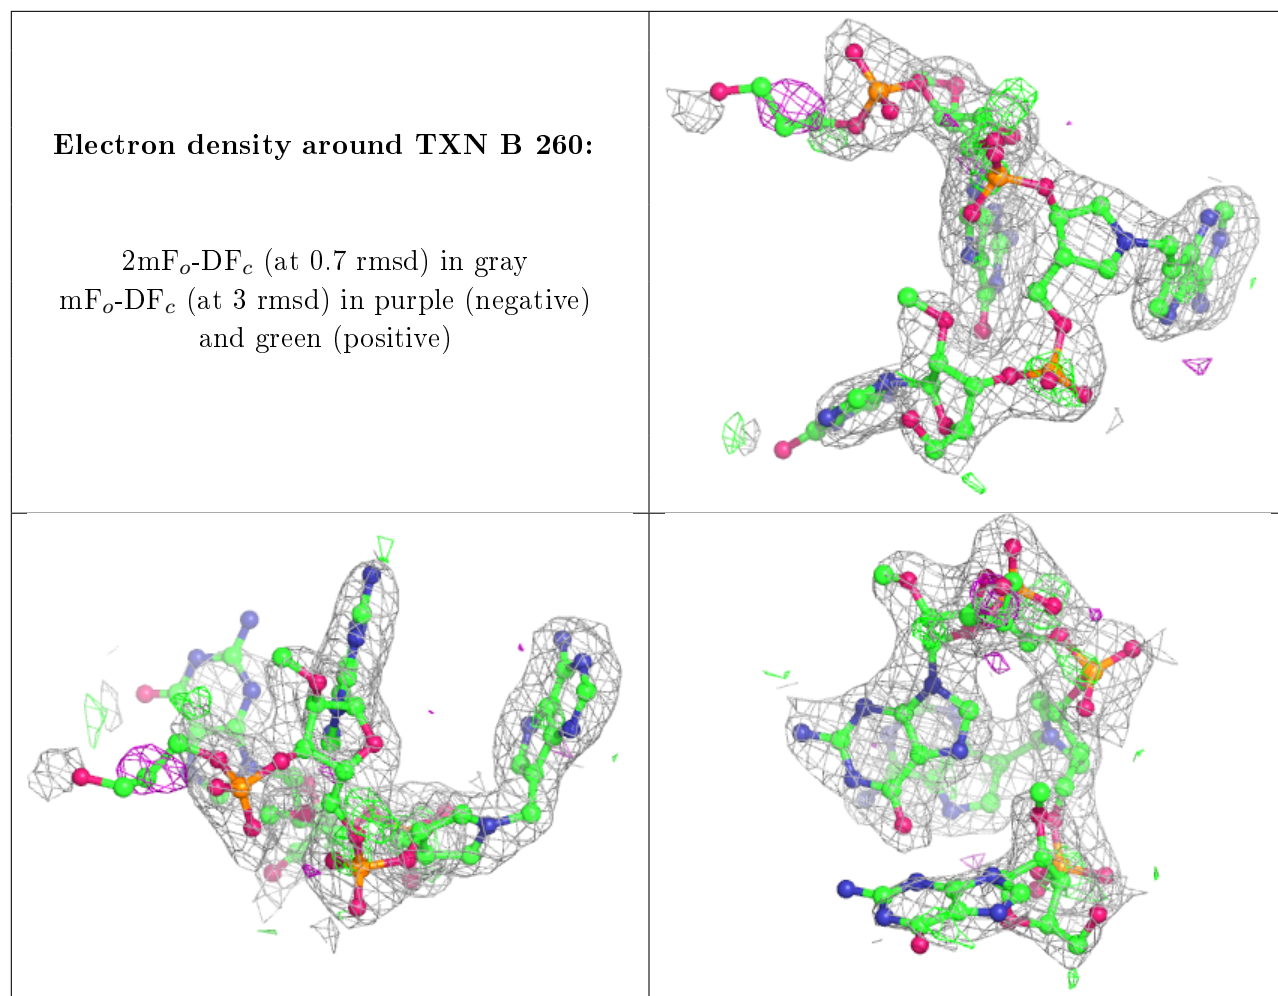 Electron density around TXN B 260:
2mFo-DFc (at 0.7 rmsd) in gray
mFo-DFc (at 3 rmsd) in purple (negative)
and green (positive)